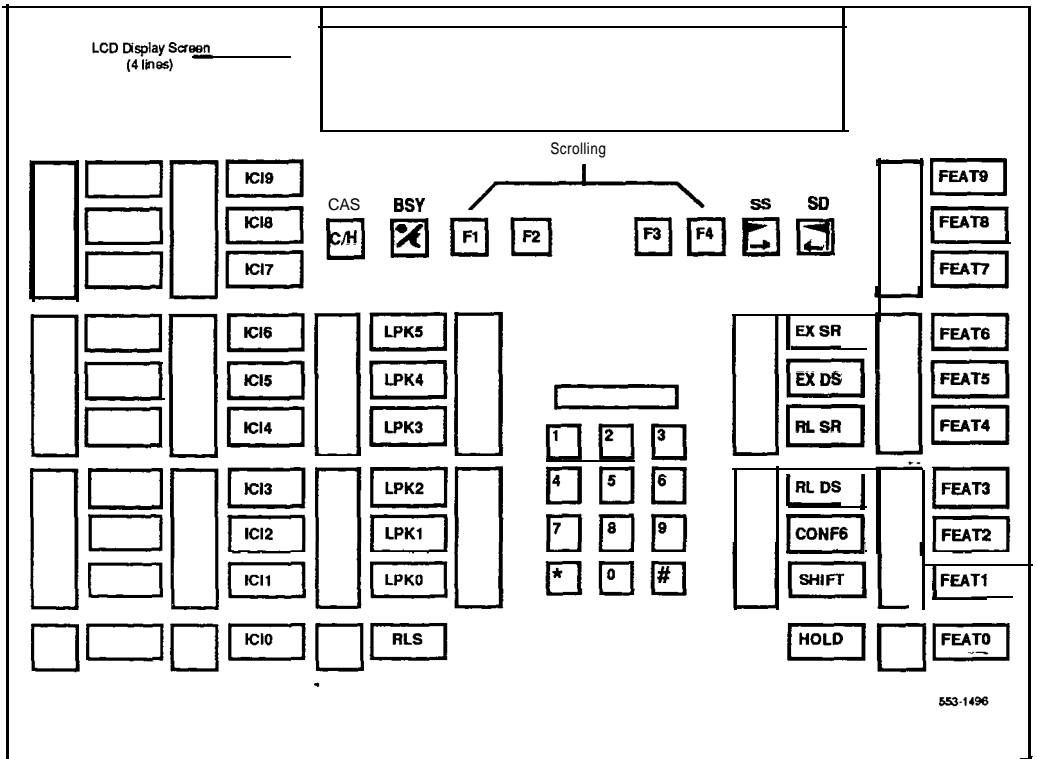 LCD Display Screen
(4 lines)
Scrolling
ICI9
FEAT9
CAS
BSY
SS
SD
ICI8
C/H
F1
F2
F3
F4
FEAT8
ICI7
FEAT7
ICI6
LPK5
EX SR
FEAT6
ICI5
LPK4
EX DS
FEAT5
ICI4
LPK3
1
2
3
RL SR
FEAT4
ICI3
LPK2
4
5
6
RL DS
FEAT3
ICI2
LPK1
7
8
9
CONF6
FEAT2
ICI1
LPK0
*
0
#
SHIFT
FEAT1
ICI0
RLS
HOLD
FEAT0
553-1496